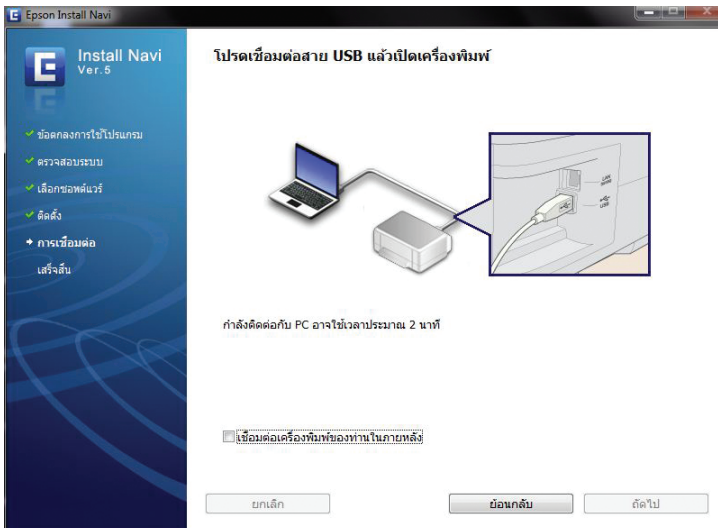 Epson Install Navi
Install Navi
Ver.5
ข้อตกลงการใช้โปรแกรม
ตรวจสอบระบบ
เลือกซอฟต์แวร์
ติดตั้ง
การเชื่อมต่อ
เสร็จสิ้น
โปรดเชื่อมต่อสาย USB แล้วเปิดเครื่องพิมพ์
USB
กำลังติดต่อกับ PC อาจใช้เวลาประมาณ 2 นาที
เชื่อมต่อเครื่องพิมพ์ของท่านในภายหลัง
ยกเลิก
ย้อนกลับ
ถัดไป